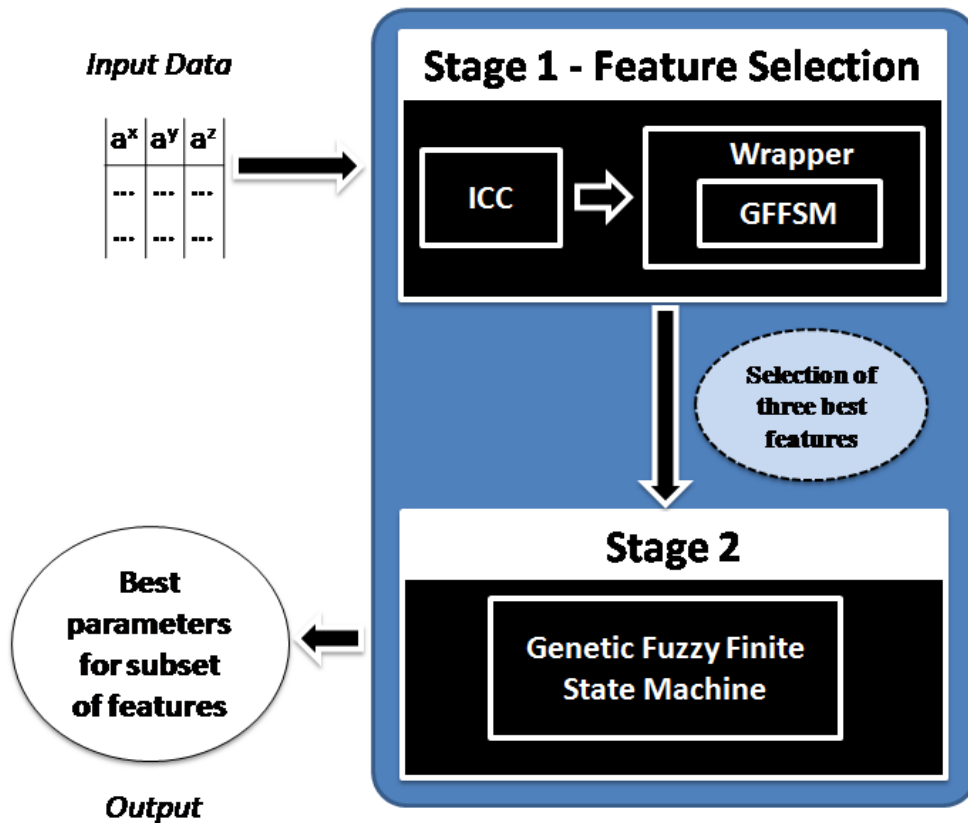 Input Data
aˣ aʸ aᶻ
... ... ...
... ... ...
Stage 1 - Feature Selection
ICC
Wrapper
GFFSM
Selection of
three best
features
Stage 2
Genetic Fuzzy Finite
State Machine
Best
parameters
for subset
of features
Output